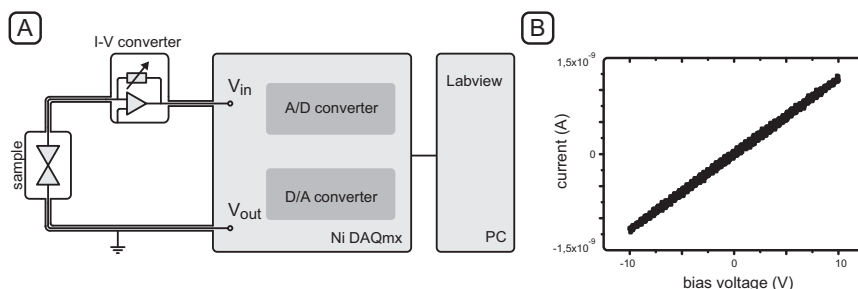 A
I-V converter
V_in
A/D converter
Labview
sample
D/A converter
V_out
Ni DAQmx
PC
B
1,5x10⁻⁹
current (A)
0
-1,5x10⁻⁹
-10 0 10
bias voltage (V)